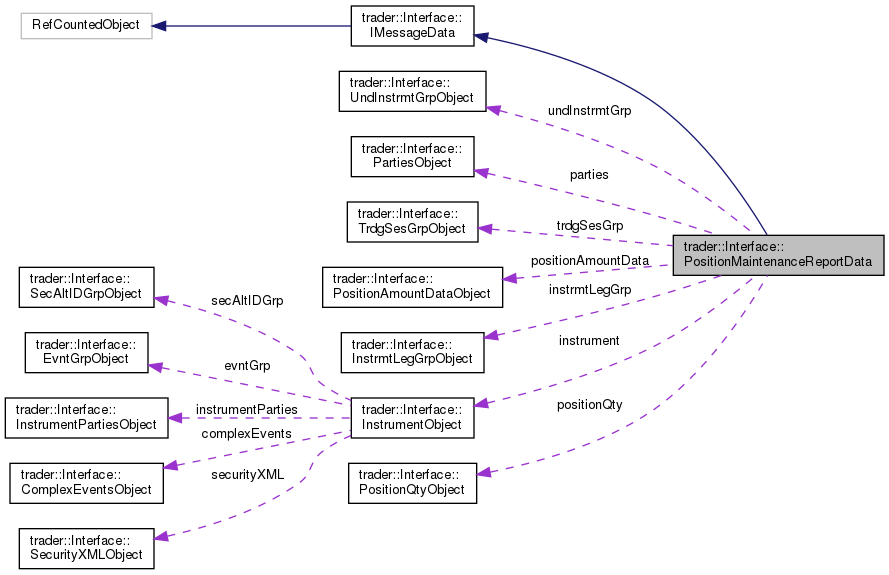 RefCountedObject
trader::Interface::
IMessageData
trader::Interface::
UndInstrmtGrpObject
undInstrmtGrp
trader::Interface::
PartiesObject
parties
trader::Interface::
TrdgSesGrpObject
trdgSesGrp
trader::Interface::
PositionMaintenanceReportData
trader::Interface::
PositionAmountDataObject
positionAmountData
trader::Interface::
InstrmtLegGrpObject
instrmtLegGrp
trader::Interface::
SecAltIDGrpObject
secAltIDGrp
trader::Interface::
EvntGrpObject
evntGrp
instrument
trader::Interface::
InstrumentPartiesObject
instrumentParties
trader::Interface::
InstrumentObject
positionQty
trader::Interface::
ComplexEventsObject
complexEvents
trader::Interface::
PositionQtyObject
securityXML
trader::Interface::
SecurityXMLObject